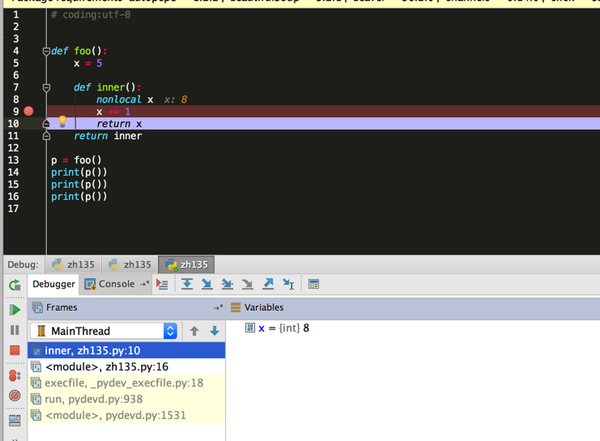 1 # coding:utf-8
2
3
4 def foo():
5 x = 5
6
7 def inner():
8 nonlocal x x: 8
9 x += 1
10 return x
11 return inner
12
13 p = foo()
14 print(p())
15 print(p())
16 print(p())
17
Debug: zh135 zh135 zh135
Debugger Console
Frames Variables
MainThread x = {int} 8
inner, zh135.py:10
<module>, zh135.py:16
execfile, _pydev_execfile.py:18
run, pydevd.py:938
<module>, pydevd.py:1531